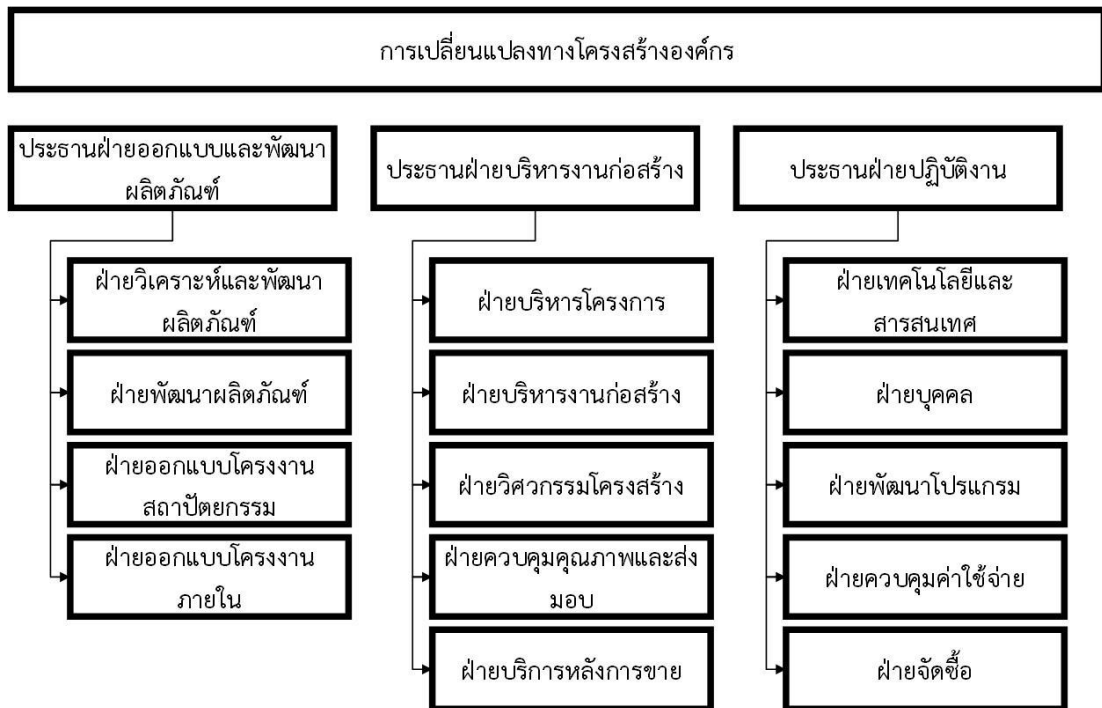 การเปลี่ยนแปลงทางโครงสร้างองค์กร
ประธานฝ่ายออกแบบและพัฒนา
ผลิตภัณฑ์
ฝ่ายวิเคราะห์และพัฒนา
ผลิตภัณฑ์
ฝ่ายพัฒนาผลิตภัณฑ์
ฝ่ายออกแบบโครงงาน
สถาปัตยกรรม
ฝ่ายออกแบบโครงงาน
ภายใน
ประธานฝ่ายบริหารงานก่อสร้าง
ฝ่ายบริหารโครงการ
ฝ่ายบริหารงานก่อสร้าง
ฝ่ายวิศวกรรมโครงสร้าง
ฝ่ายควบคุมคุณภาพและส่ง
มอบ
ฝ่ายบริการหลังการขาย
ประธานฝ่ายปฏิบัติงาน
ฝ่ายเทคโนโลยีและ
สารสนเทศ
ฝ่ายบุคคล
ฝ่ายพัฒนาโปรแกรม
ฝ่ายควบคุมค่าใช้จ่าย
ฝ่ายจัดซื้อ